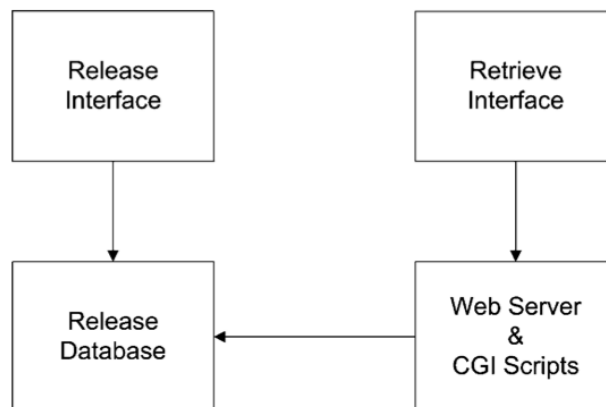 Release
Interface
Retrieve
Interface
Release
Database
Web Server
&
CGI Scripts